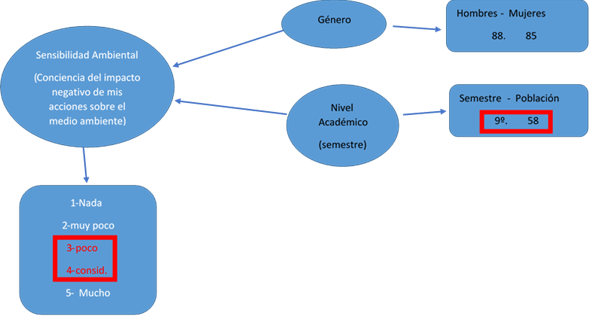 Sensibilidad Ambiental
(Conciencia del impacto
negativo de mis
acciones sobre el
medio ambiente)
Género
Hombres - Mujeres
88. 85
Nivel
Académico
(semestre)
Semestre - Población
9º. 58
1-Nada
2-muy poco
3-poco
4-consid.
5- Mucho